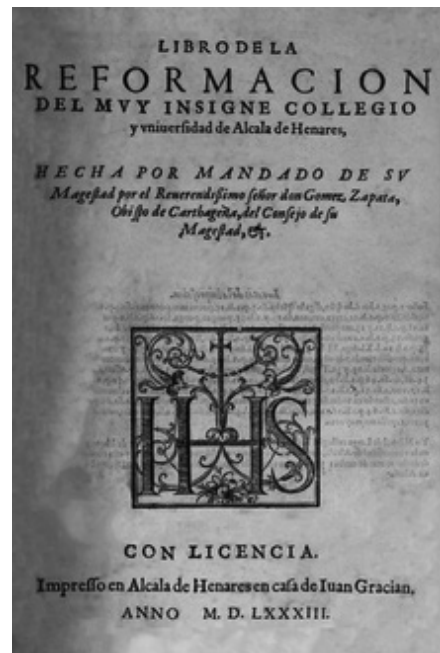 LIBRO DE LA
REFORMACION
DEL MVY INSIGNE COLLEGIO
y vniuersidad de Alcala de Henares,
HECHA POR MANDADO DE SV
Magestad por el Reuerendissimo señor don Gomez Zapata,
Obispo de Carthagena, del Consejo de su
Magestad, &.
IHS
CON LICENCIA.
Impresso en Alcala de Henares en casa de Iuan Gracian,
ANNO M. D. LXXXIII.